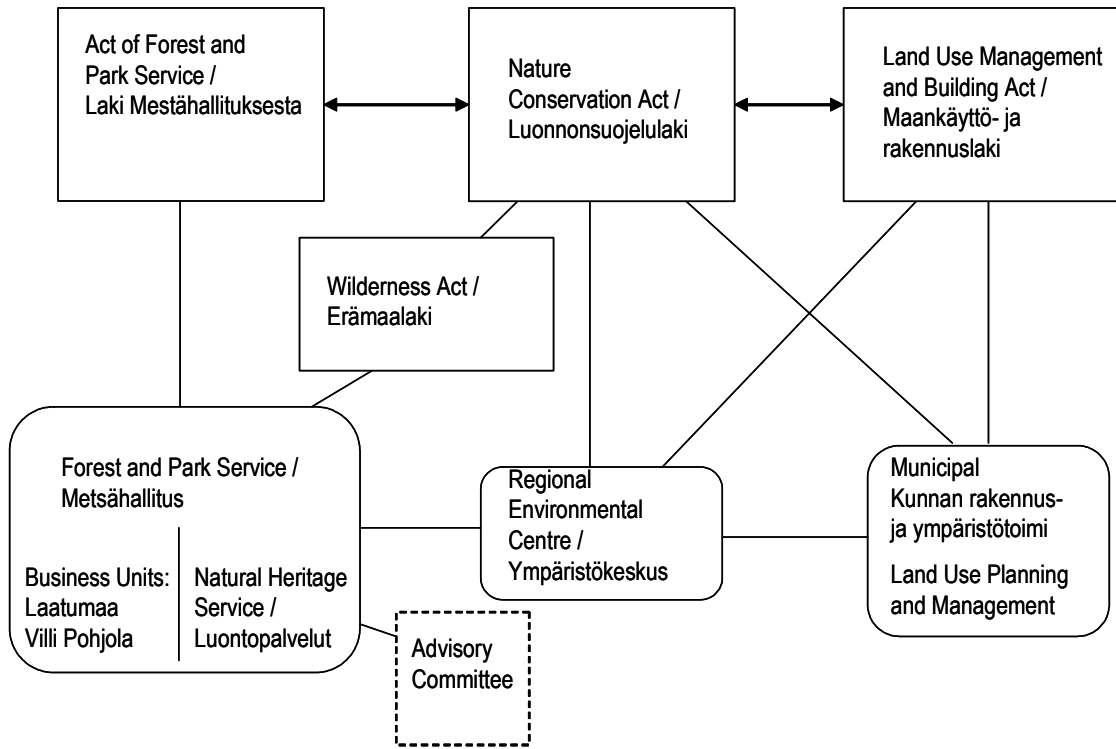 Act of Forest and
Park Service /
Laki Mestähallituksesta
Nature
Conservation Act /
Luonnonsuojelulaki
Land Use Management
and Building Act /
Maankäyttö- ja
rakennuslaki
Wilderness Act /
Erämaalaki
Forest and Park Service /
Metsähallitus
Business Units:
Laatumaa
Villi Pohjola
Natural Heritage
Service /
Luontopalvelut
Advisory
Committee
Regional
Environmental
Centre /
Ympäristökeskus
Municipal
Kunnan rakennus-
ja ympäristötoimi
Land Use Planning
and Management